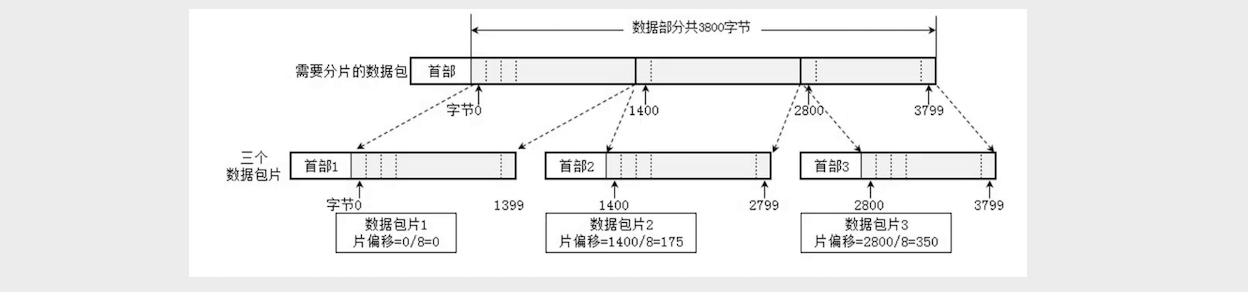 数据部分共3800字节
需要分片的数据包
首部
字节0
1400
2800
3799
三个
数据包片
首部1
首部2
首部3
字节0
1399
1400
2799
2800
3799
数据包片1
片偏移=0/8=0
数据包片2
片偏移=1400/8=175
数据包片3
片偏移=2800/8=350